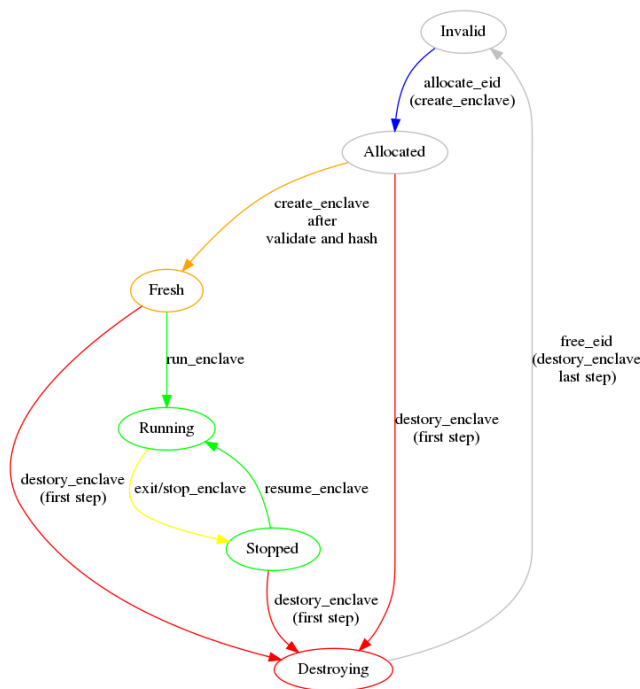 Invalid
allocate_eid
(create_enclave)
Allocated
create_enclave
after
validate and hash
Fresh
free_eid
(destory_enclave
last step)
run_enclave
Running
destory_enclave
(first step)
destory_enclave
(first step)
exit/stop_enclave
resume_enclave
Stopped
destory_enclave
(first step)
Destroying